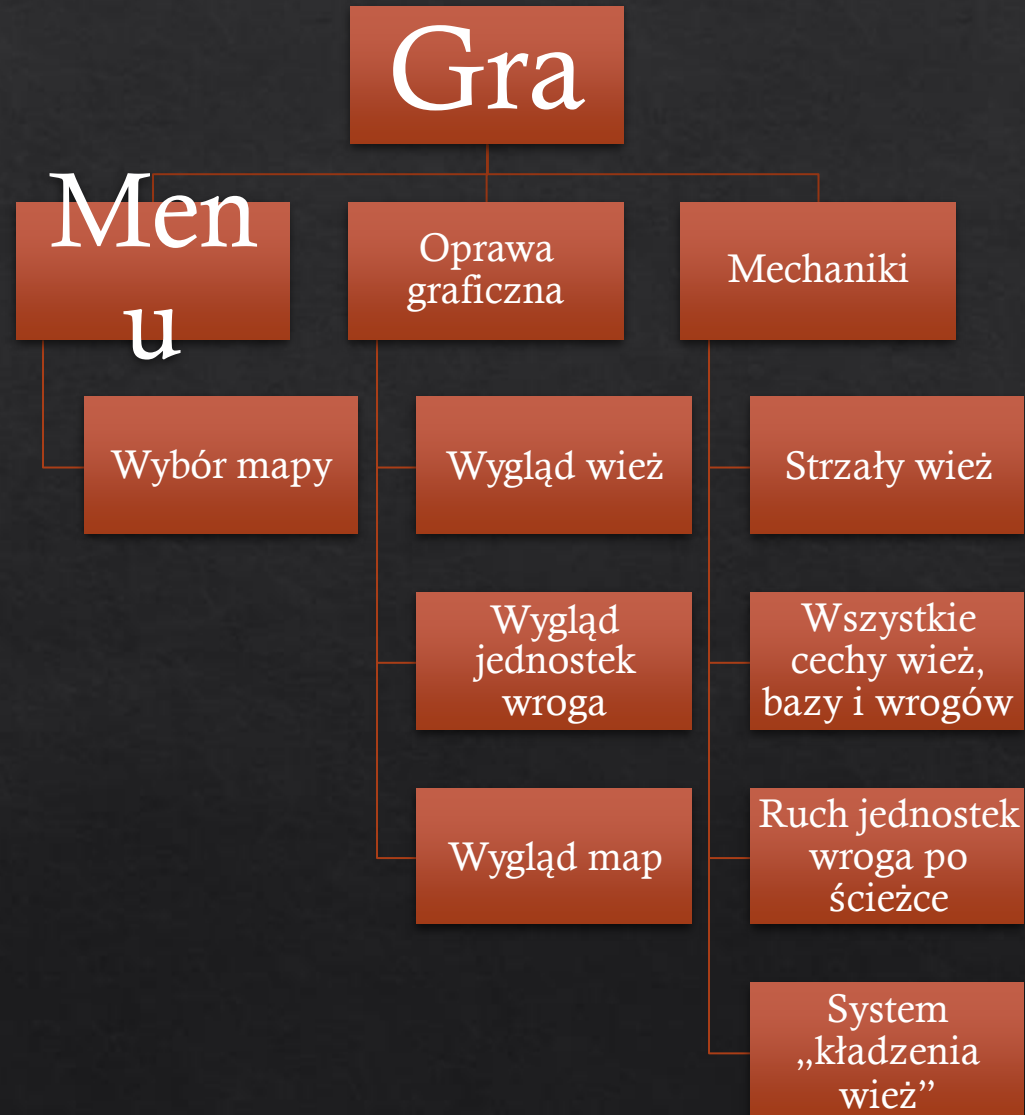 Gra
Men
u
Oprawa
graficzna
Mechaniki
Wybór mapy
Wygląd wież
Wygląd
jednostek
wroga
Wygląd map
Strzały wież
Wszystkie
cechy wież,
bazy i wrogów
Ruch jednostek
wroga po
ścieżce
System
„kładzenia
wież”